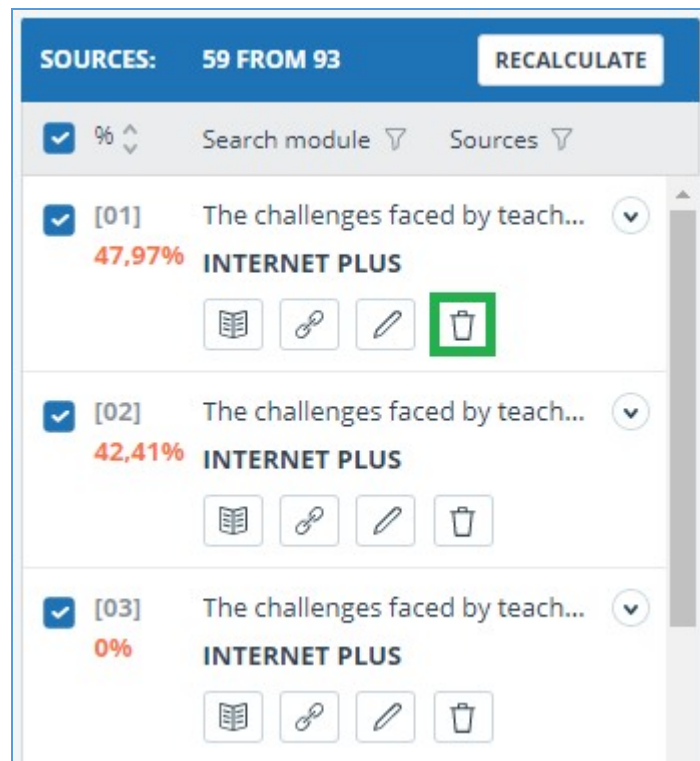 SOURCES: 59 FROM 93 RECALCULATE
% Search module Sources
[01] The challenges faced by teach...
47,97% INTERNET PLUS
[02] The challenges faced by teach...
42,41% INTERNET PLUS
[03] The challenges faced by teach...
0% INTERNET PLUS